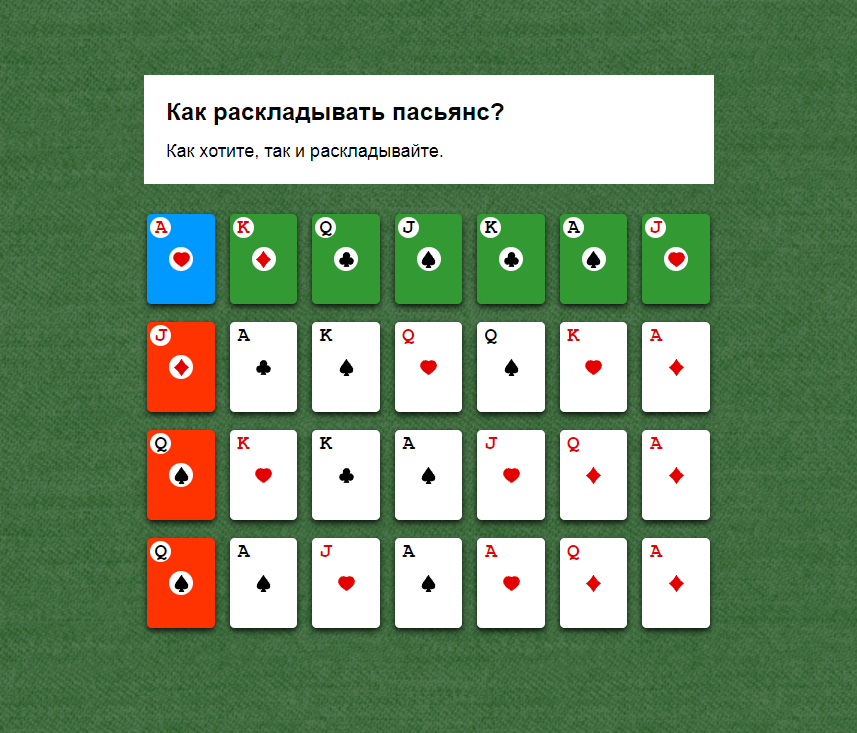 Как раскладывать пасьянс?
Как хотите, так и раскладывайте.
A K Q J K A J
J A K Q Q K A
Q K K A J Q A
Q A J A A Q A